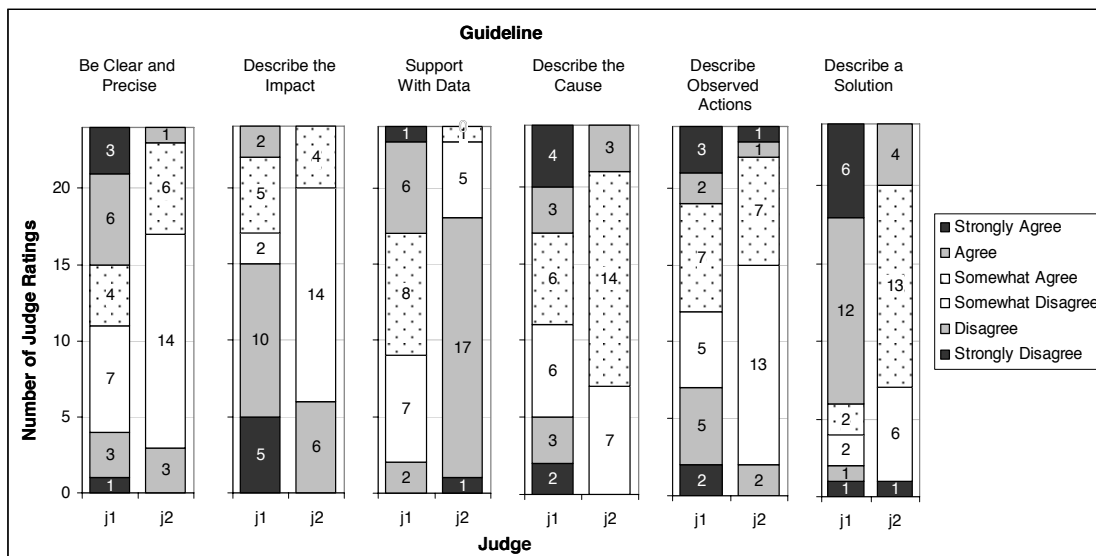 Guideline
Be Clear and
Precise
Describe the
Impact
Support
With Data
Describe the
Cause
Describe
Observed
Actions
Describe a
Solution
Number of Judge Ratings
20
15
10
5
0
3
6
4
7
3
1
1
6
14
3
2
5
2
10
5
4
14
6
1
6
8
7
2
0
1
5
17
1
4
3
6
6
3
2
3
14
7
3
2
7
5
5
2
1
1
7
13
2
6
12
2
2
1
1
4
13
6
1
Strongly Agree
Agree
Somewhat Agree
Somewhat Disagree
Disagree
Strongly Disagree
j1 j2 j1 j2 j1 j2 j1 j2 j1 j2 j1 j2
Judge